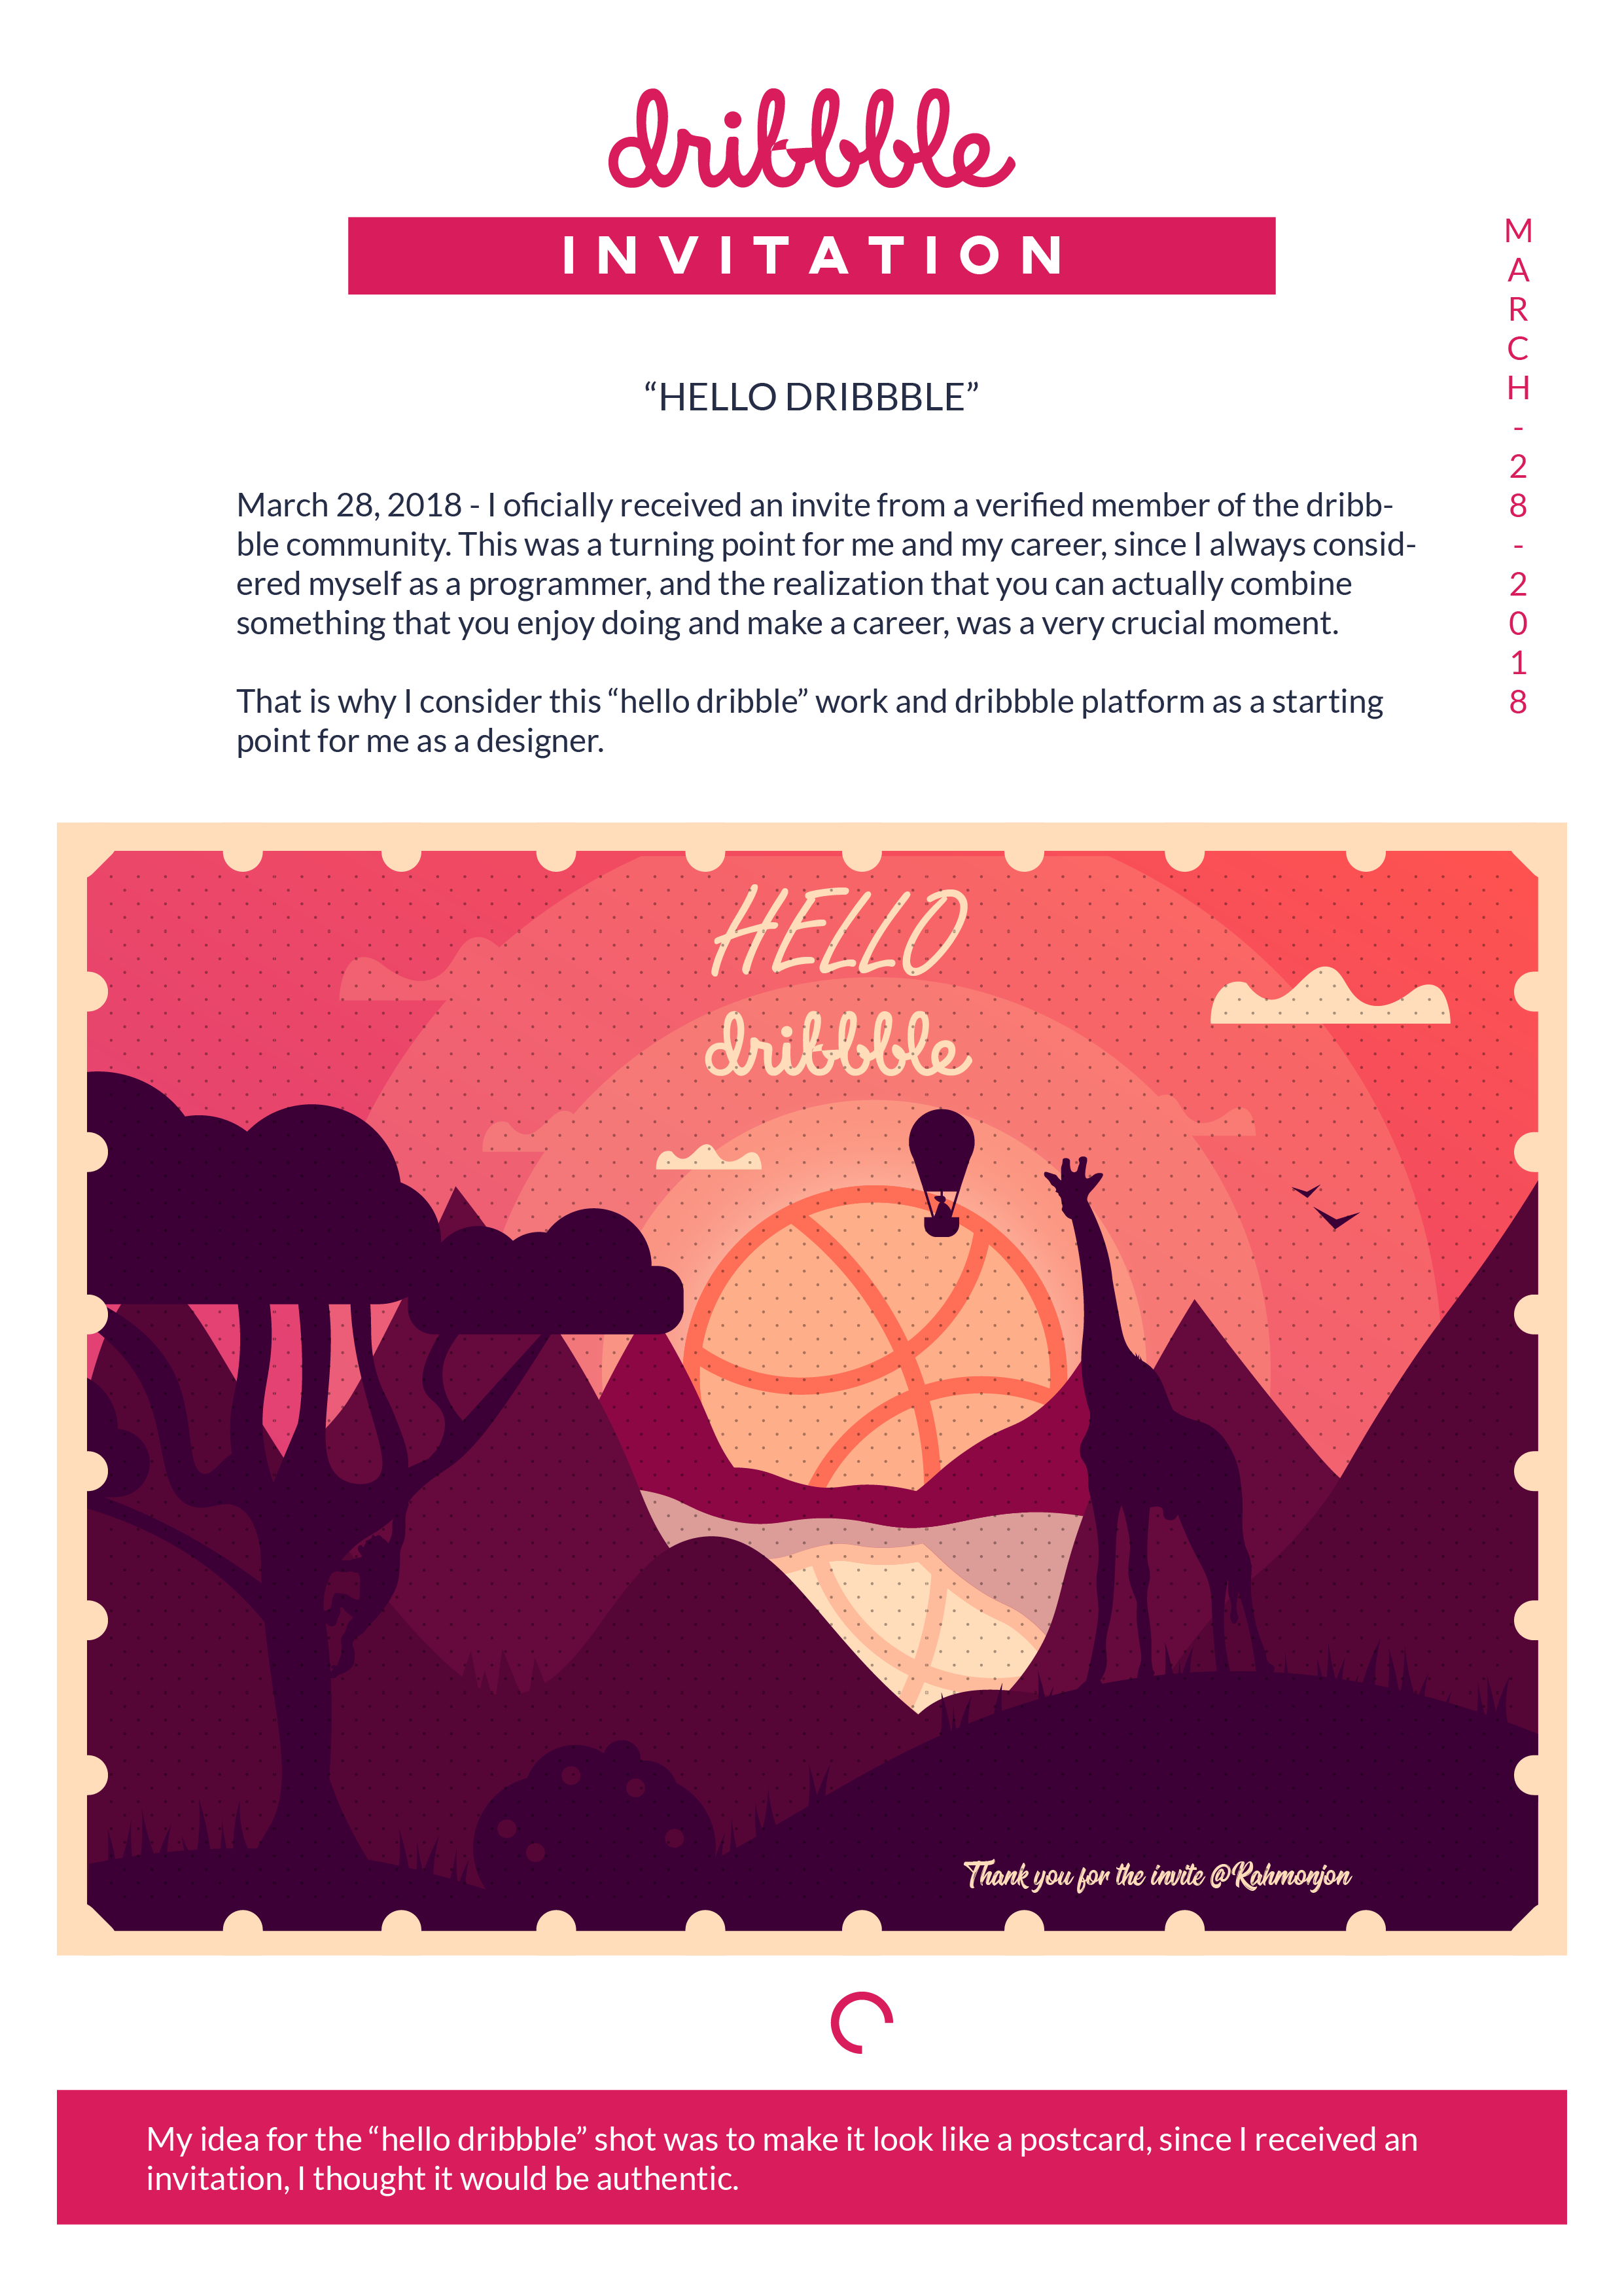 dribbble
INVITATION
MARCH-28-2018
“HELLO DRIBBBLE”
March 28, 2018 - I oficially received an invite from a verified member of the dribb-
ble community. This was a turning point for me and my career, since I always consid-
ered myself as a programmer, and the realization that you can actually combine
something that you enjoy doing and make a career, was a very crucial moment.
That is why I consider this “hello dribble” work and dribbble platform as a starting
point for me as a designer.
HELLO
dribbble
Thank you for the invite @Rahmonjon
My idea for the “hello dribbble” shot was to make it look like a postcard, since I received an
invitation, I thought it would be authentic.